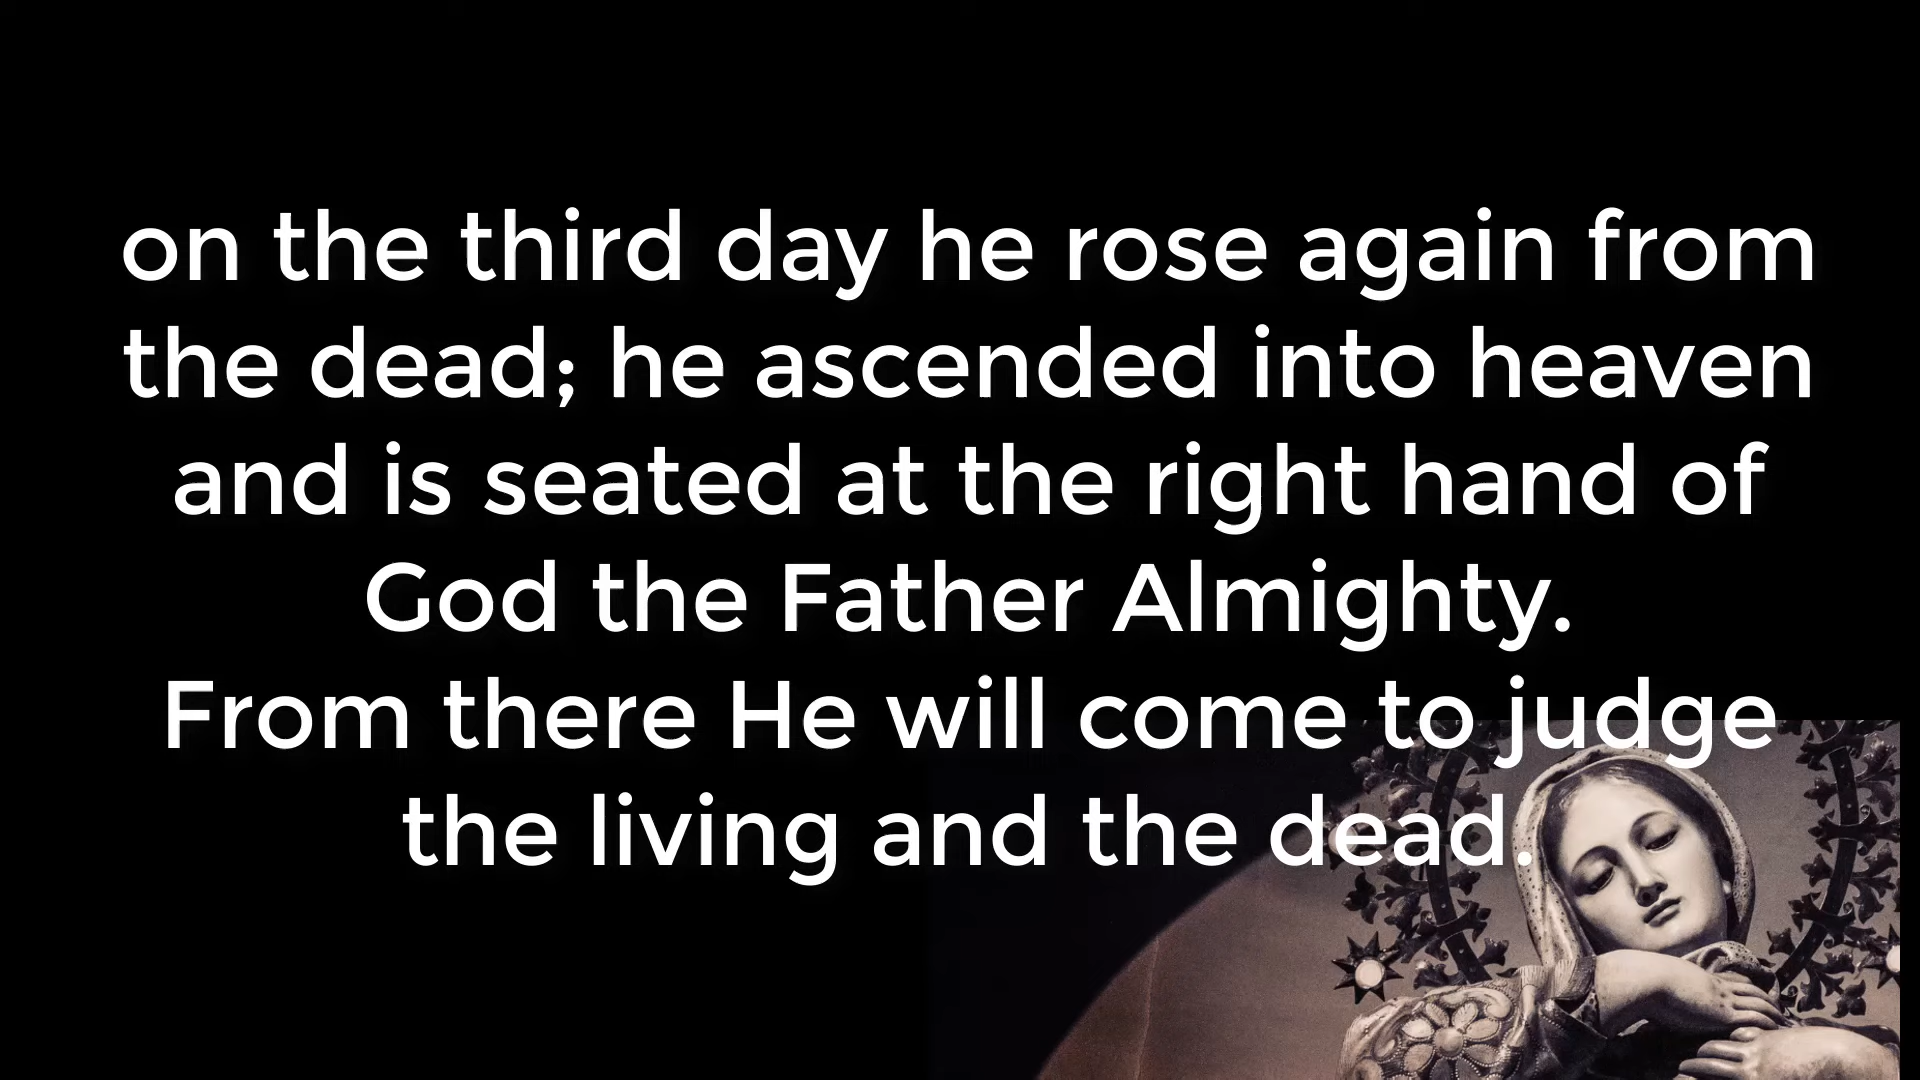 on the third day he rose again from
the dead; he ascended into heaven
and is seated at the right hand of
God the Father Almighty.
From there He will come to judge
the living and the dead.